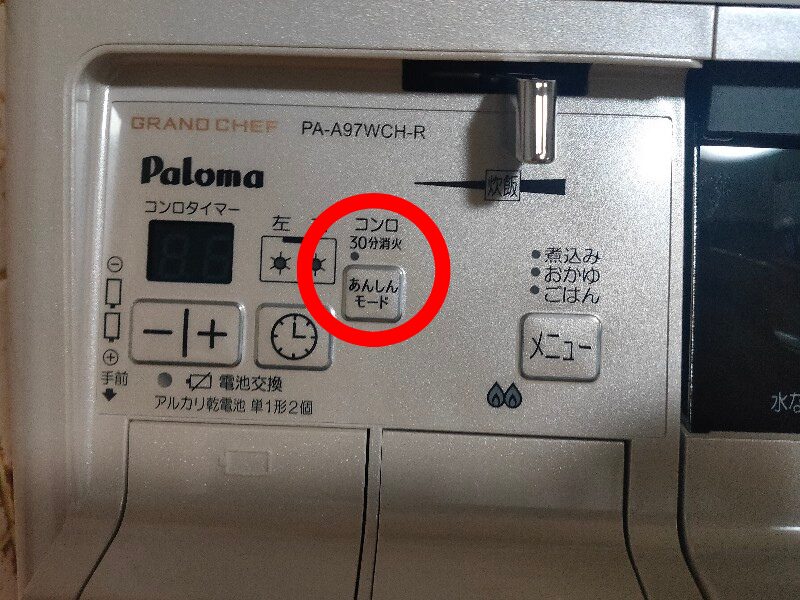 GRAND CHEF PA-A97WCH-R
Paloma
炊飯
コンロタイマー
左
コンロ
30分消火
あんしん
モード
煮込み
おかゆ
ごはん
メニュー
手前
電池交換
アルカリ乾電池 単1形2個
水な